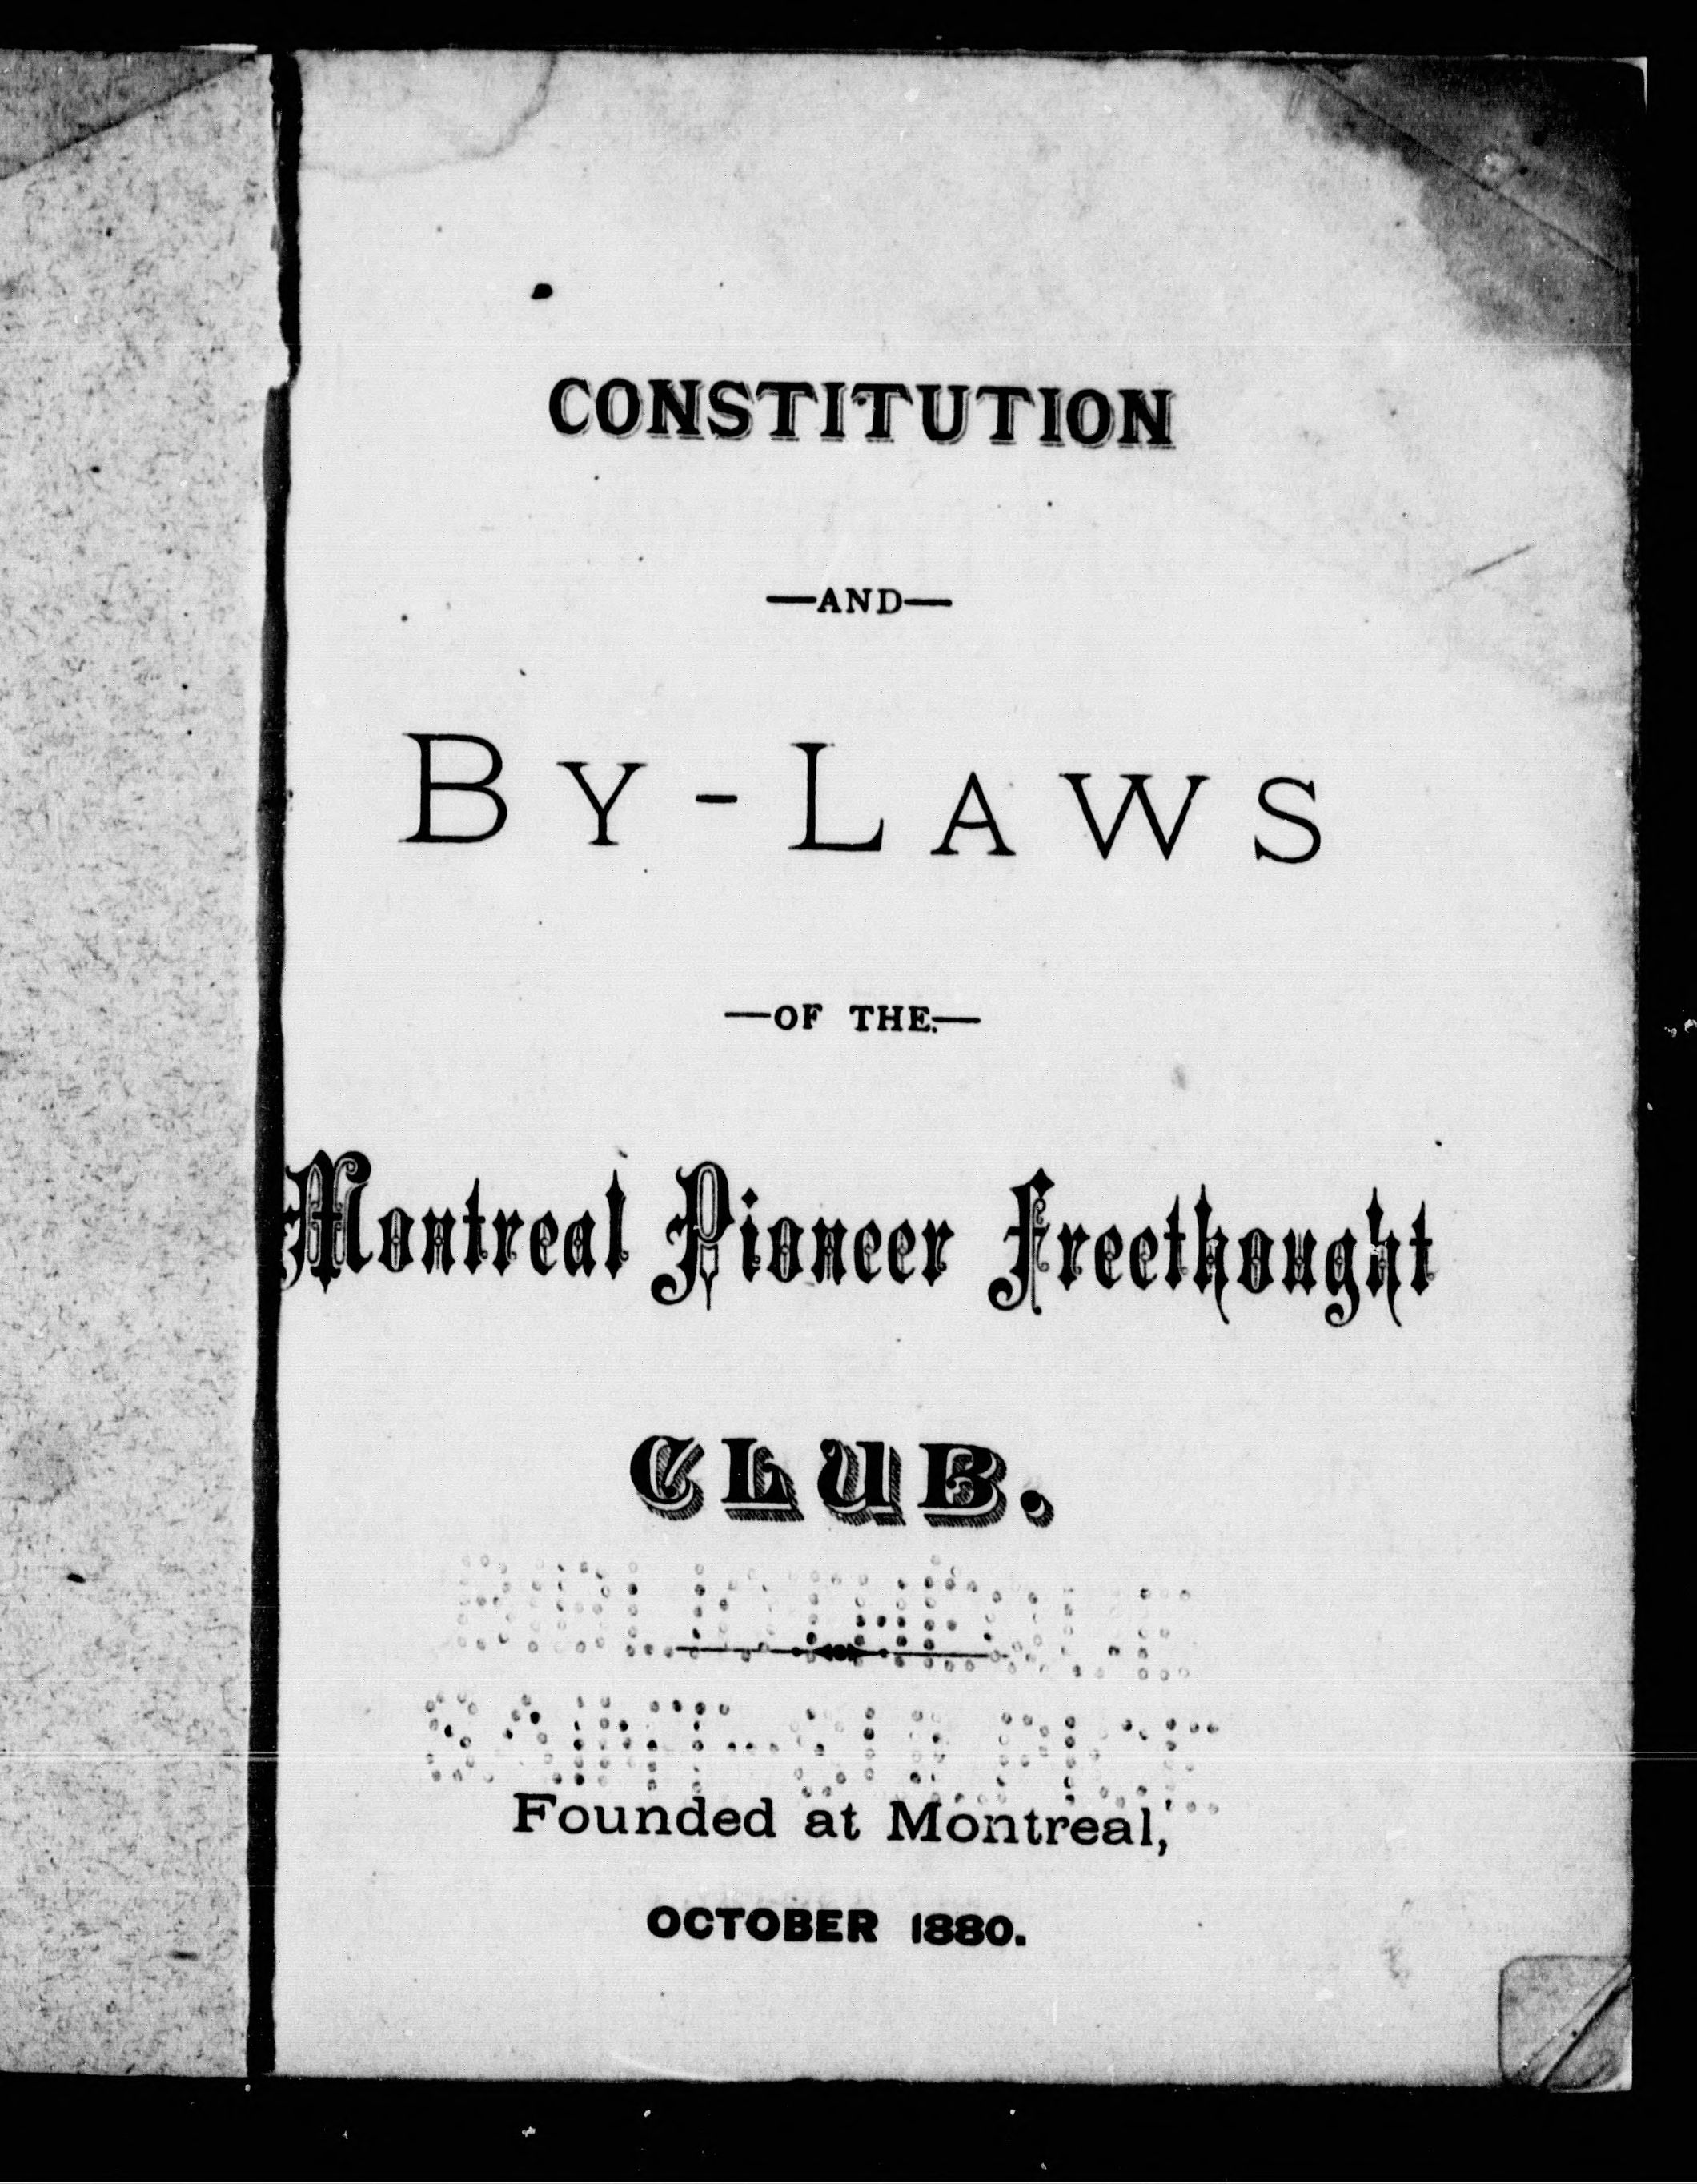 CONSTITUTION
—AND—
BY-LAWS
—OF THE.—
Montreal Pioneer Freethought
CLUB.
Founded at Montreal,
OCTOBER 1880.